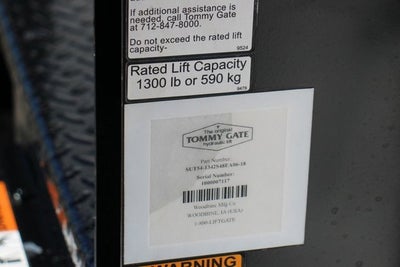 If additional assistance is
needed, call Tommy Gate
at 712-847-8000.
Do not exceed the rated lift
capacity-
9524
Rated Lift Capacity
1300 lb or 590 kg
The original
TOMMY GATE
hydraulic lift
Part Number:
Serial Number:
1000007117
Woodbine Mfg Co
WOODBINE, IA (USA)
1-800-LIFTGATE
WARNING